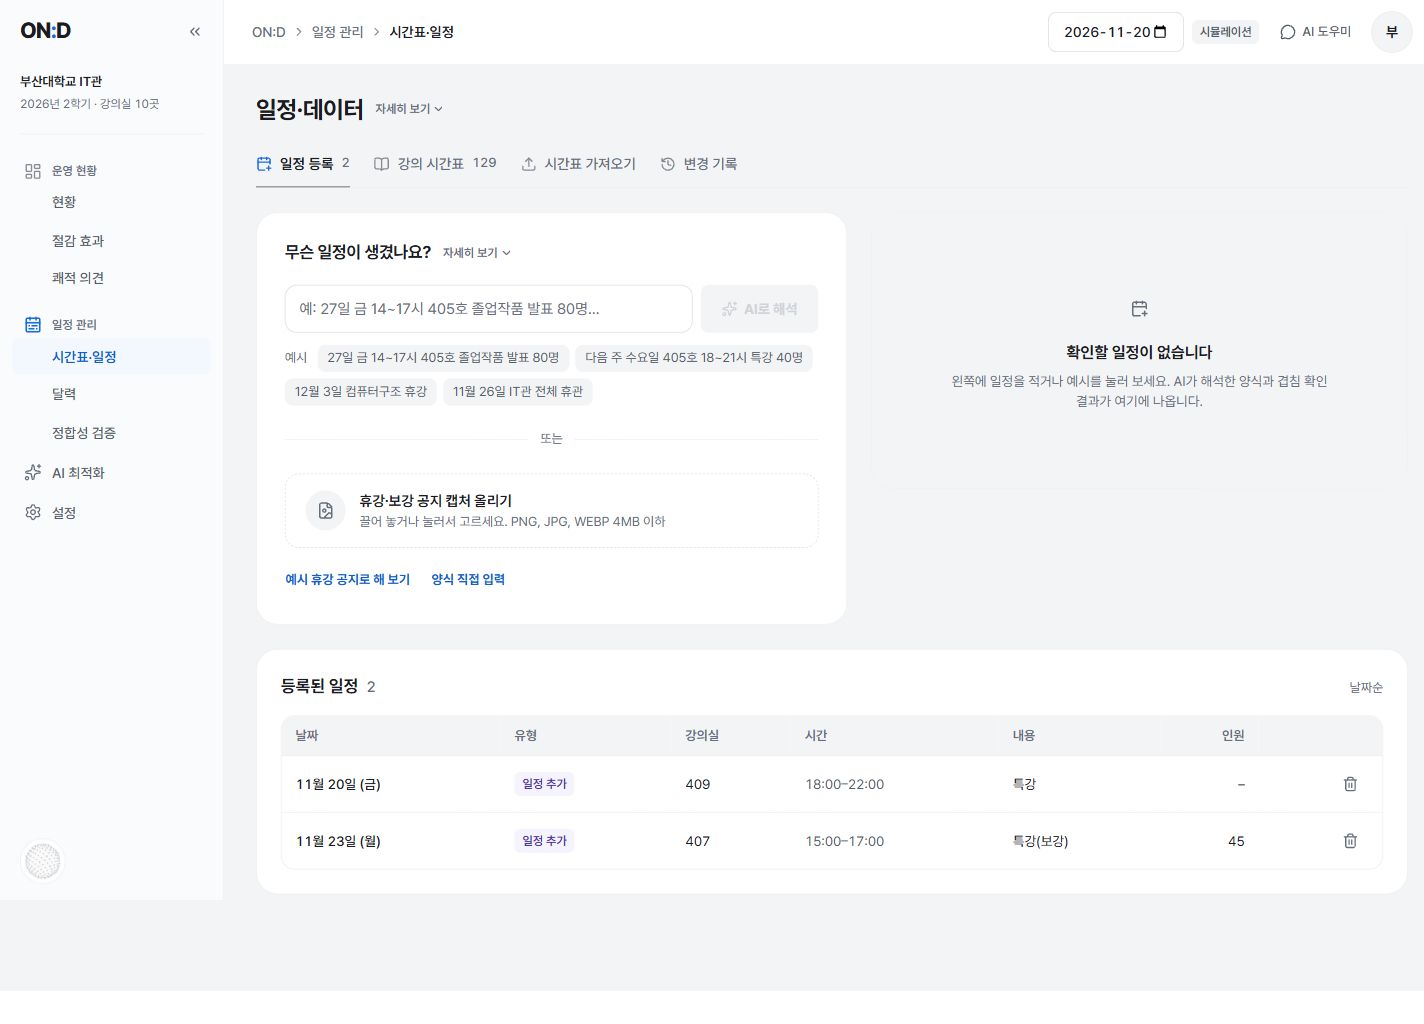 ON:D
부산대학교 IT관
2026년 2학기 · 강의실 10곳
운영 현황
현황
절감 효과
쾌적 의견
일정 관리
시간표·일정
달력
정합성 검증
AI 최적화
설정
ON:D > 일정 관리 > 시간표·일정
2026-11-20
시뮬레이션
AI 도우미
부
일정·데이터 자세히 보기
일정 등록 2
강의 시간표 129
시간표 가져오기
변경 기록
무슨 일정이 생겼나요? 자세히 보기
예: 27일 금 14~17시 405호 졸업작품 발표 80명...
AI로 해석
예시 27일 금 14~17시 405호 졸업작품 발표 80명 다음 주 수요일 405호 18~21시 특강 40명
12월 3일 컴퓨터구조 휴강 11월 26일 IT관 전체 휴관
또는
휴강·보강 공지 캡처 올리기
끌어 놓거나 눌러서 고르세요. PNG, JPG, WEBP 4MB 이하
예시 휴강 공지로 해 보기 양식 직접 입력
확인할 일정이 없습니다
왼쪽에 일정을 적거나 예시를 눌러 보세요. AI가 해석한 양식과 겹침 확인
결과가 여기에 나옵니다.
등록된 일정 2
날짜순
날짜 유형 강의실 시간 내용 인원
11월 20일 (금) 일정 추가 409 18:00–22:00 특강 –
11월 23일 (월) 일정 추가 407 15:00–17:00 특강(보강) 45